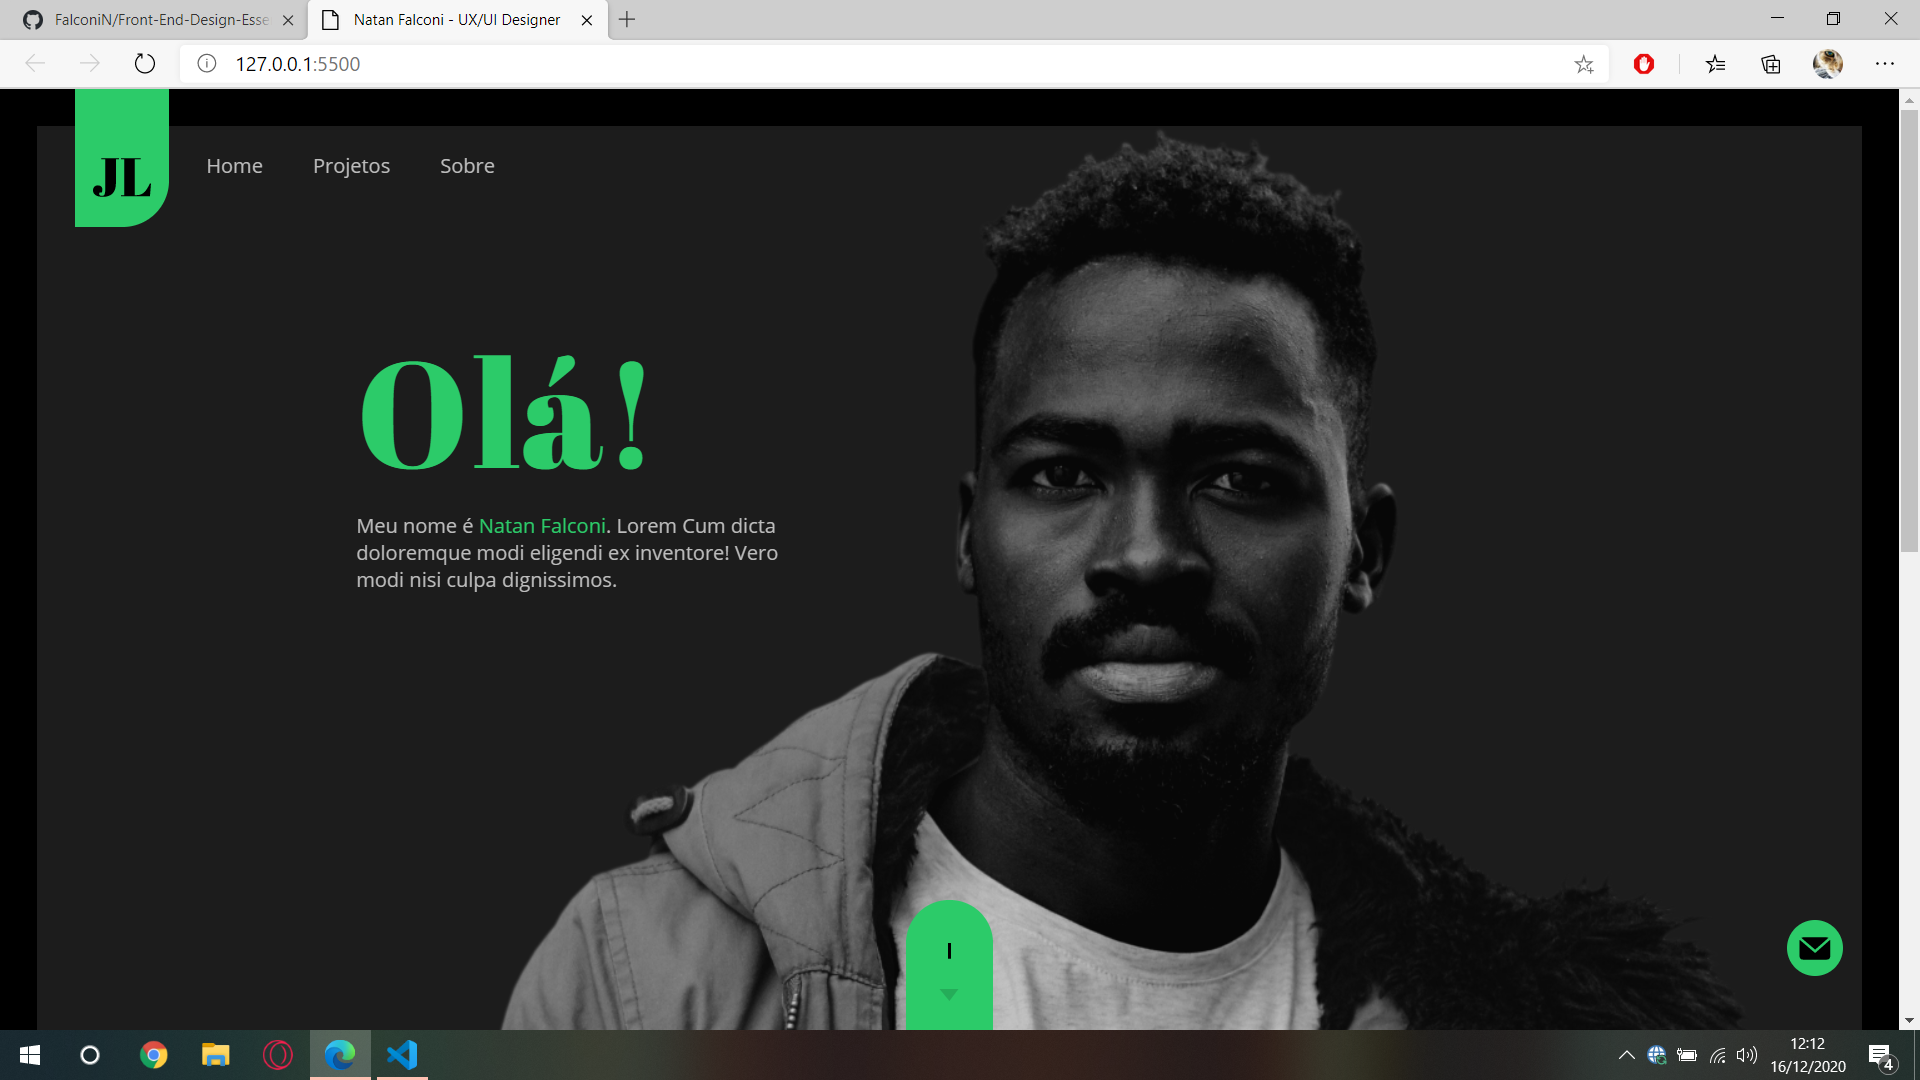 FalconiN/Front-End-Design-Esse
Natan Falconi - UX/UI Designer
127.0.0.1:5500
JL
Home
Projetos
Sobre
Olá!
Meu nome é Natan Falconi. Lorem Cum dicta
doloremque modi eligendi ex inventore! Vero
modi nisi culpa dignissimos.
12:12
16/12/2020
4